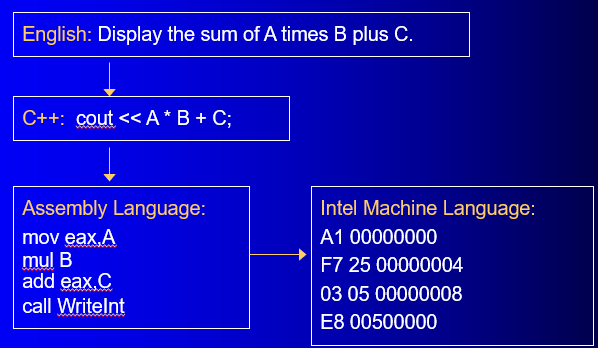 English: Display the sum of A times B plus C.
C++: cout << A * B + C;
Assembly Language:
mov eax,A
mul B
add eax,C
call WriteInt
Intel Machine Language:
A1 00000000
F7 25 00000004
03 05 00000008
E8 00500000